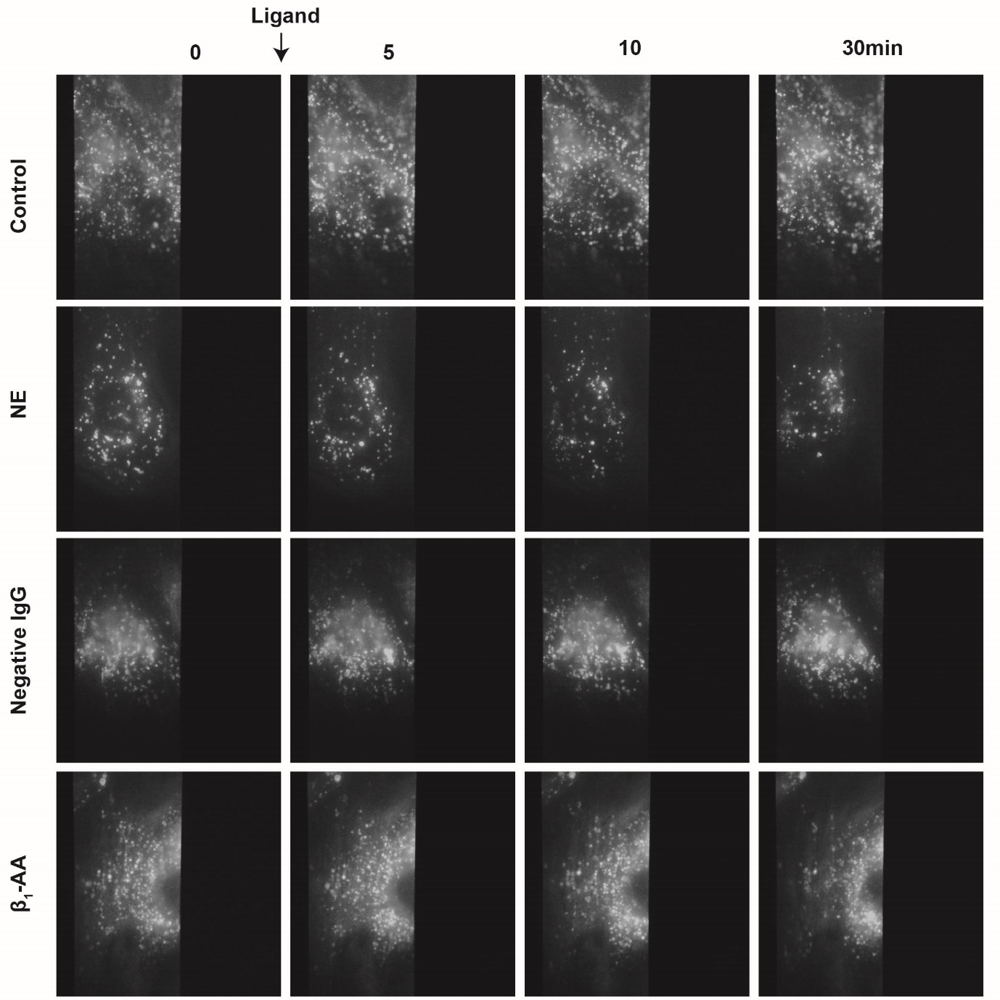 Ligand
0
5
10
30min
Control
NE
Negative IgG
β₁-AA